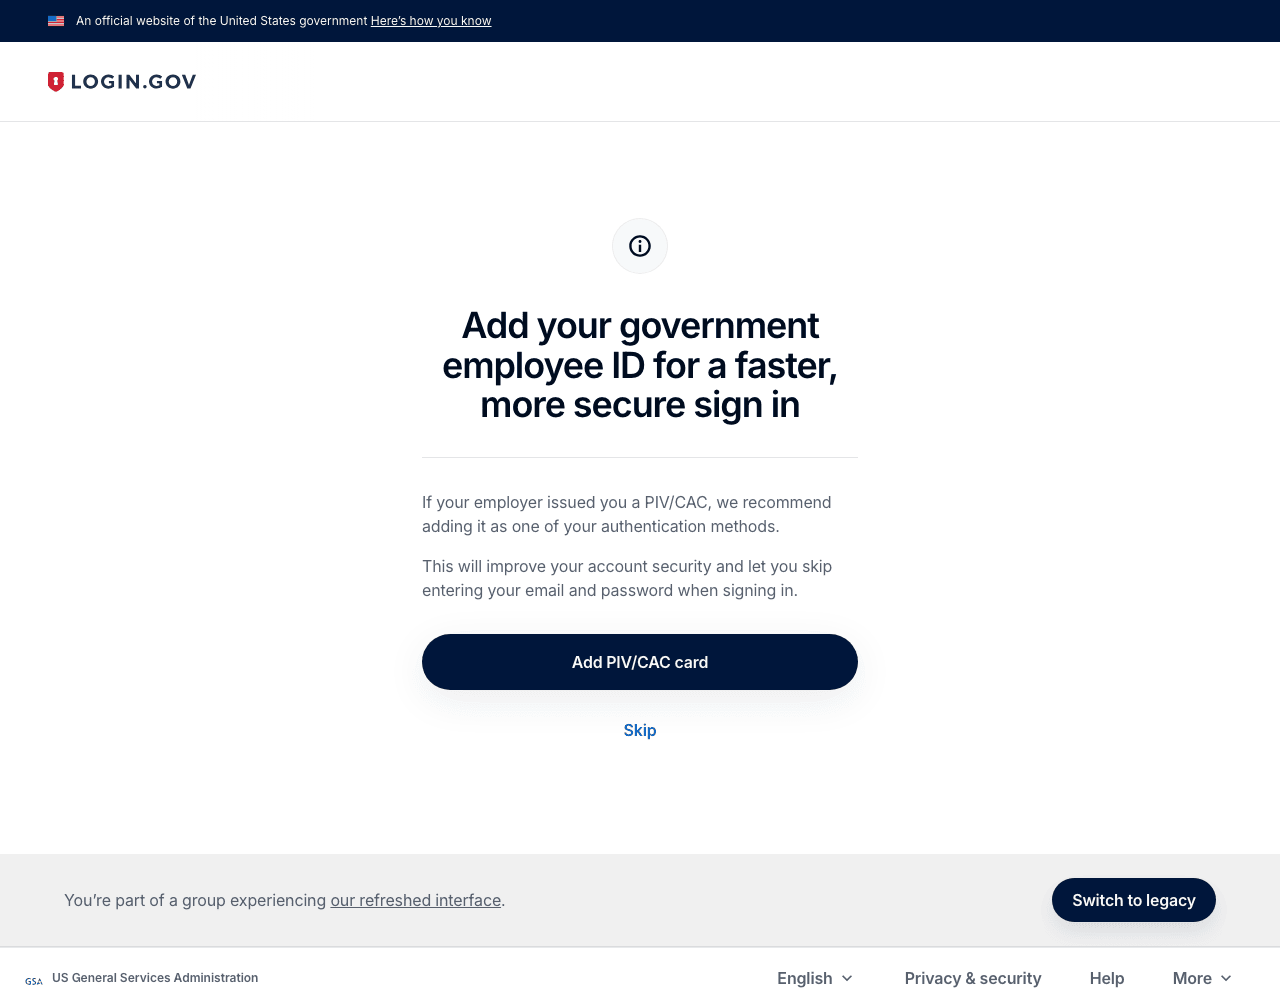 An official website of the United States government Here’s how you know
LOGIN.GOV
Add your government
employee ID for a faster,
more secure sign in
If your employer issued you a PIV/CAC, we recommend
adding it as one of your authentication methods.
This will improve your account security and let you skip
entering your email and password when signing in.
Add PIV/CAC card
Skip
You’re part of a group experiencing our refreshed interface.
Switch to legacy
GSA US General Services Administration
English
Privacy & security
Help
More